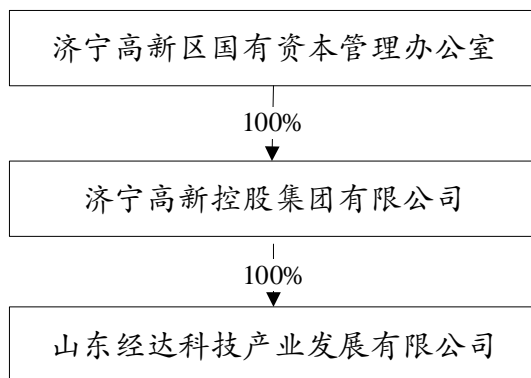 济宁高新区国有资本管理办公室
100%
济宁高新控股集团有限公司
100%
山东经达科技产业发展有限公司